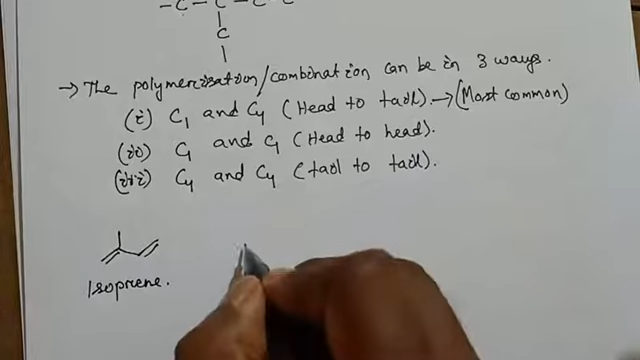 -C-C-C-C
C
→ The polymerisation/combination can be in 3 ways.
(i) C1 and C4 (Head to tail). → (Most common)
(ii) C1 and C1 (Head to head).
(iii) C4 and C4 (tail to tail).
Isoprene.